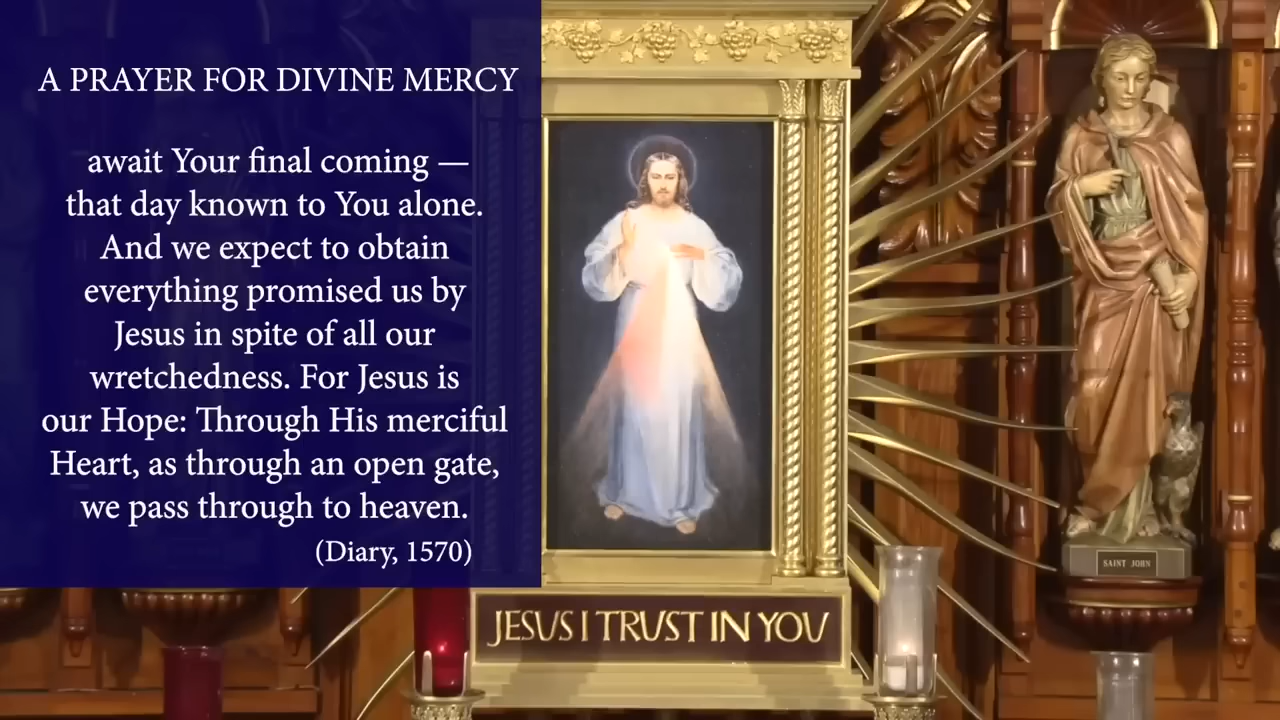 A PRAYER FOR DIVINE MERCY
await Your final coming —
that day known to You alone.
And we expect to obtain
everything promised us by
Jesus in spite of all our
wretchedness. For Jesus is
our Hope: Through His merciful
Heart, as through an open gate,
we pass through to heaven.
(Diary, 1570)
JESUS I TRUST IN YOU
SAINT JOHN